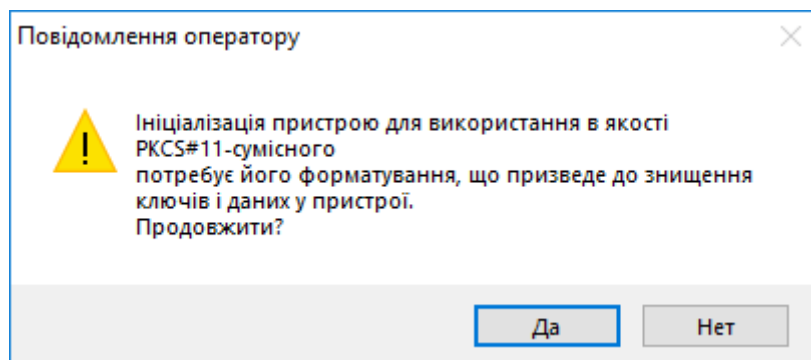 Повідомлення оператору
Ініціалізація пристрою для використання в якості
PKCS#11-сумісного
потребує його форматування, що призведе до знищення
ключів і даних у пристрої.
Продовжити?
Да
Нет